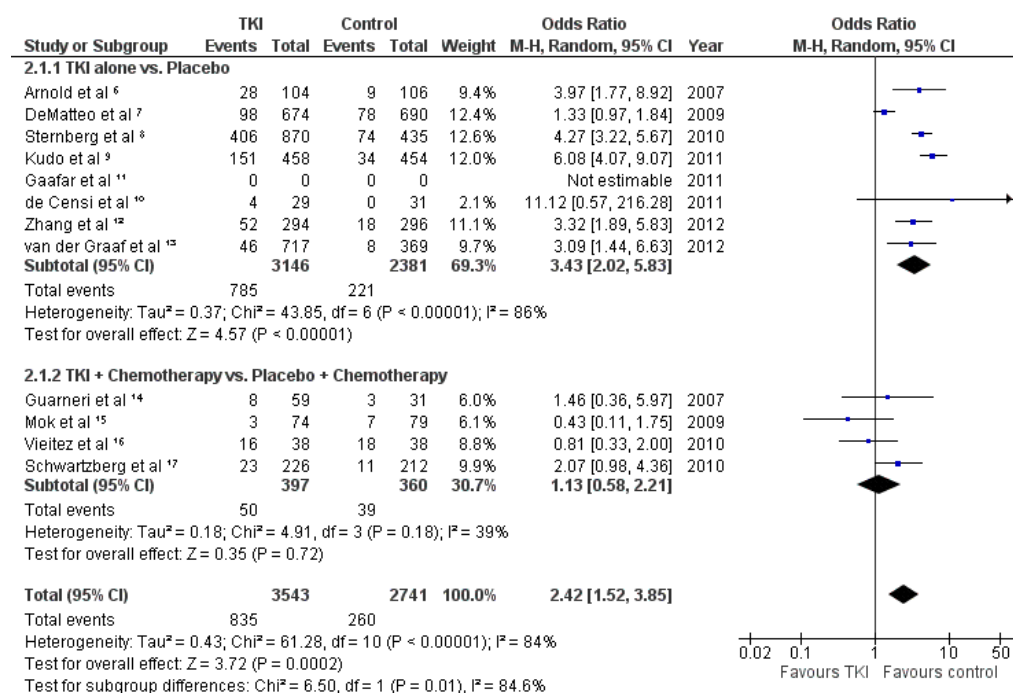 TKI Control Odds Ratio Odds Ratio
Study or Subgroup Events Total Events Total Weight M-H, Random, 95% CI Year M-H, Random, 95% CI
2.1.1 TKI alone vs. Placebo
Arnold et al ⁶ 28 104 9 106 9.4% 3.97 [1.77, 8.92] 2007
DeMatteo et al ⁷ 98 674 78 690 12.4% 1.33 [0.97, 1.84] 2009
Sternberg et al ⁸ 406 870 74 435 12.6% 4.27 [3.22, 5.67] 2010
Kudo et al ⁹ 151 458 34 454 12.0% 6.08 [4.07, 9.07] 2011
Gaafar et al ¹¹ 0 0 0 0 Not estimable 2011
de Censi et al ¹⁰ 4 29 0 31 2.1% 11.12 [0.57, 216.28] 2011
Zhang et al ¹² 52 294 18 296 11.1% 3.32 [1.89, 5.83] 2012
van der Graaf et al ¹³ 46 717 8 369 9.7% 3.09 [1.44, 6.63] 2012
Subtotal (95% CI) 3146 2381 69.3% 3.43 [2.02, 5.83]
Total events 785 221
Heterogeneity: Tau² = 0.37; Chi² = 43.85, df = 6 (P < 0.00001); I² = 86%
Test for overall effect: Z = 4.57 (P < 0.00001)
2.1.2 TKI + Chemotherapy vs. Placebo + Chemotherapy
Guarneri et al ¹⁴ 8 59 3 31 6.0% 1.46 [0.36, 5.97] 2007
Mok et al ¹⁵ 3 74 7 79 6.1% 0.43 [0.11, 1.75] 2009
Vieitez et al ¹⁶ 16 38 18 38 8.8% 0.81 [0.33, 2.00] 2010
Schwartzberg et al ¹⁷ 23 226 11 212 9.9% 2.07 [0.98, 4.36] 2010
Subtotal (95% CI) 397 360 30.7% 1.13 [0.58, 2.21]
Total events 50 39
Heterogeneity: Tau² = 0.18; Chi² = 4.91, df = 3 (P = 0.18); I² = 39%
Test for overall effect: Z = 0.35 (P = 0.72)
Total (95% CI) 3543 2741 100.0% 2.42 [1.52, 3.85]
Total events 835 260
Heterogeneity: Tau² = 0.43; Chi² = 61.28, df = 10 (P < 0.00001); I² = 84%
Test for overall effect: Z = 3.72 (P = 0.0002)
Test for subgroup differences: Chi² = 6.50, df = 1 (P = 0.01), I² = 84.6%
0.02 0.1 1 10 50
Favours TKI Favours control